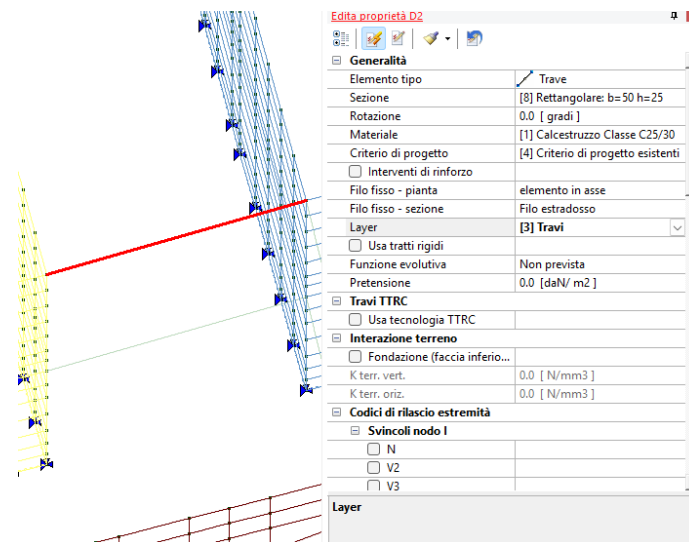 Edita proprietà D2
Generalità
Elemento tipo Trave
Sezione [8] Rettangolare: b=50 h=25
Rotazione 0.0 [ gradi ]
Materiale [1] Calcestruzzo Classe C25/30
Criterio di progetto [4] Criterio di progetto esistenti
Interventi di rinforzo
Filo fisso - pianta elemento in asse
Filo fisso - sezione Filo estradosso
Layer [3] Travi
Usa tratti rigidi
Funzione evolutiva Non prevista
Pretensione 0.0 [daN/ m2 ]
Travi TTRC
Usa tecnologia TTRC
Interazione terreno
Fondazione (faccia inferio...
K terr. vert. 0.0 [ N/mm3 ]
K terr. oriz. 0.0 [ N/mm3 ]
Codici di rilascio estremità
Svincoli nodo I
N
V2
V3
Layer